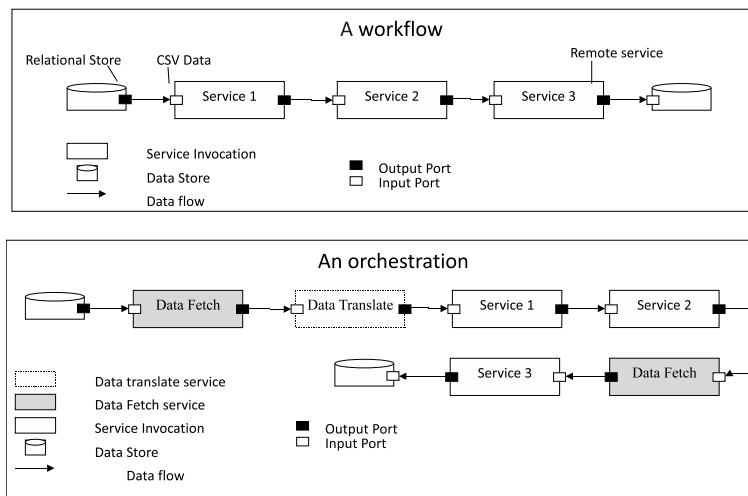 A workflow
Relational Store
CSV Data
Remote service
Service 1
Service 2
Service 3
Service Invocation
Data Store
Data flow
Output Port
Input Port
An orchestration
Data Fetch
Data Translate
Service 1
Service 2
Service 3
Data Fetch
Data translate service
Data Fetch service
Service Invocation
Data Store
Data flow
Output Port
Input Port